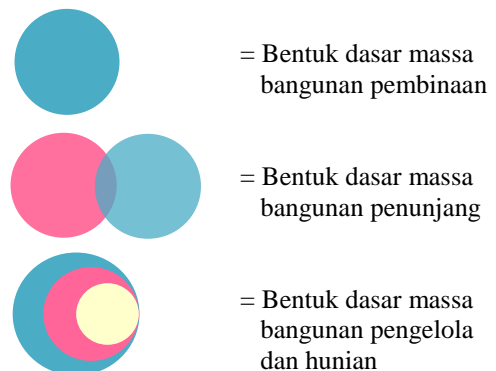 = Bentuk dasar massa
bangunan pembinaan
= Bentuk dasar massa
bangunan penunjang
= Bentuk dasar massa
bangunan pengelola
dan hunian